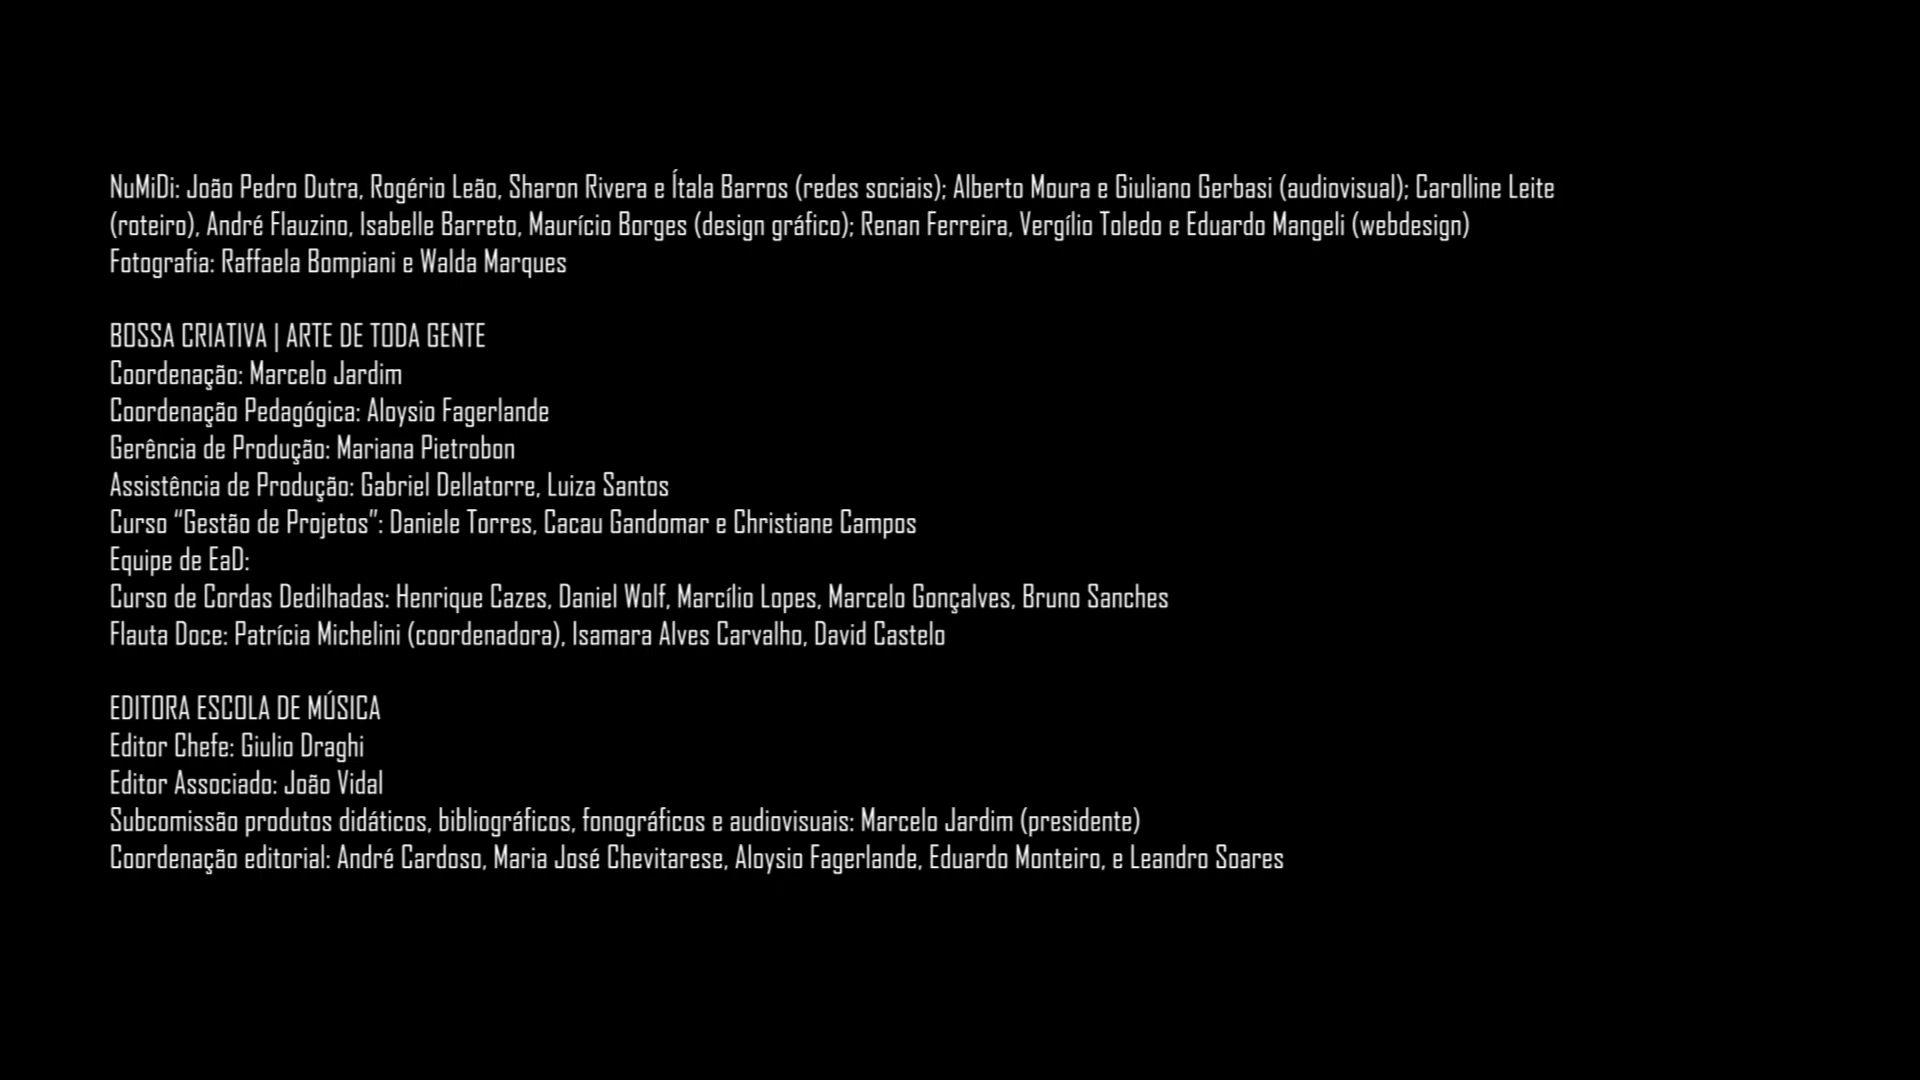 NuMiDi: João Pedro Dutra, Rogério Leão, Sharon Rivera e Ítala Barros (redes sociais); Alberto Moura e Giuliano Gerbasi (audiovisual); Carolline Leite
(roteiro), André Flauzino, Isabelle Barreto, Maurício Borges (design gráfico); Renan Ferreira, Vergílio Toledo e Eduardo Mangeli (webdesign)
Fotografia: Raffaela Bompiani e Walda Marques
BOSSA CRIATIVA | ARTE DE TODA GENTE
Coordenação: Marcelo Jardim
Coordenação Pedagógica: Aloysio Fagerlande
Gerência de Produção: Mariana Pietrobon
Assistência de Produção: Gabriel Dellatorre, Luiza Santos
Curso “Gestão de Projetos”: Daniele Torres, Cacau Gandomar e Christiane Campos
Equipe de EaD:
Curso de Cordas Dedilhadas: Henrique Cazes, Daniel Wolf, Marcílio Lopes, Marcelo Gonçalves, Bruno Sanches
Flauta Doce: Patrícia Michelini (coordenadora), Isamara Alves Carvalho, David Castelo
EDITORA ESCOLA DE MÚSICA
Editor Chefe: Giulio Draghi
Editor Associado: João Vidal
Subcomissão produtos didáticos, bibliográficos, fonográficos e audiovisuais: Marcelo Jardim (presidente)
Coordenação editorial: André Cardoso, Maria José Chevitarese, Aloysio Fagerlande, Eduardo Monteiro, e Leandro Soares